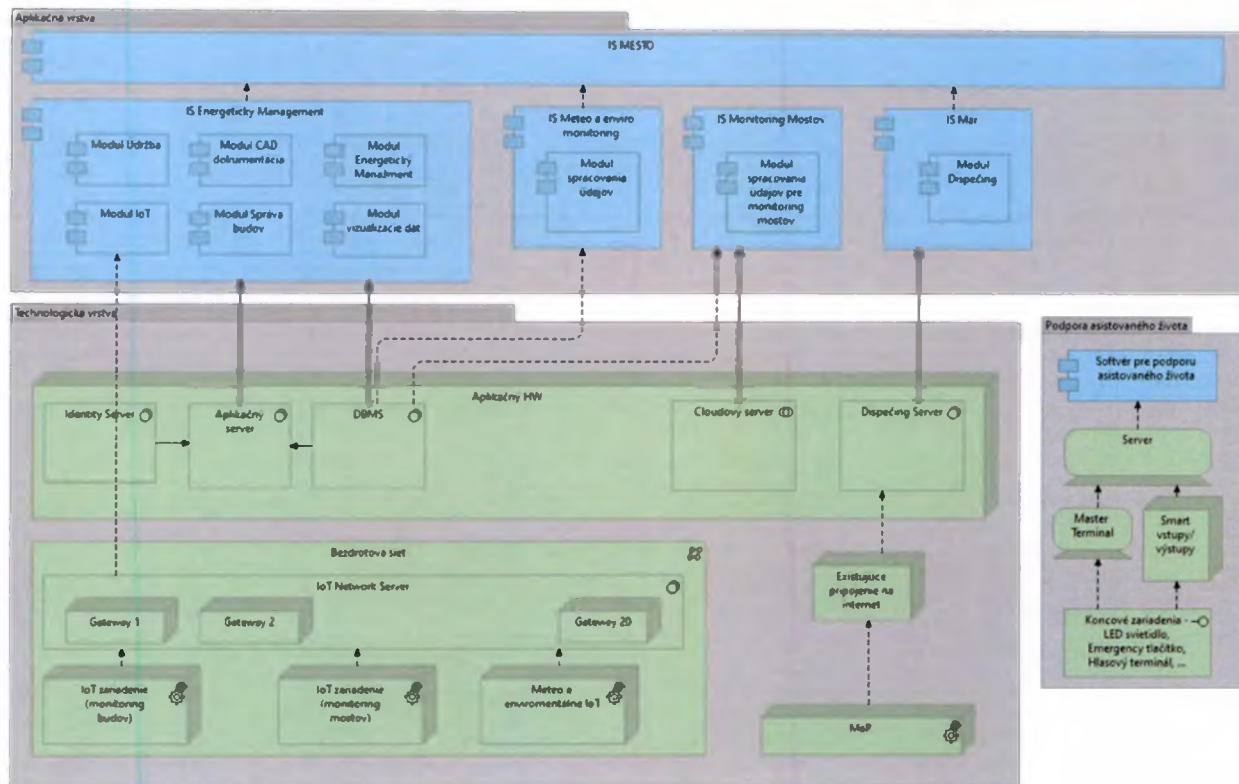 Aplikačná vrstva
IS MESTO
IS Energetický Management
Modul Údržba
Modul CAD
dokumentácia
Modul
Energetický
Manažment
Modul IoT
Modul Správa
budov
Modul
vizualizácie dát
IS Meteo a enviro
monitoring
Modul
spracovania
údajov
IS Monitoring Mostov
Modul
spracovania
údajov pre
monitoring
mostov
IS Mar
Modul
Dispečing
Technologická vrstva
Aplikačný HW
Identity Server
Aplikačný
server
DBMS
Cloudový server
Dispečing Server
Bezdrôtová sieť
IoT Network Server
Gateway 1
Gateway 2
Gateway 20
IoT zariadenie
(monitoring
budov)
IoT zariadenie
(monitoring
mostov)
Meteo a
enviromentálne IoT
Existujúce
pripojenie na
internet
MaR
Podpora asistovaného života
Softvér pre podporu
asistovaného života
Server
Master
Terminal
Smart
vstupy/
výstupy
Koncové zariadenia -
LED svietidlo,
Emergency tlačítko,
Hlasový terminál, ...